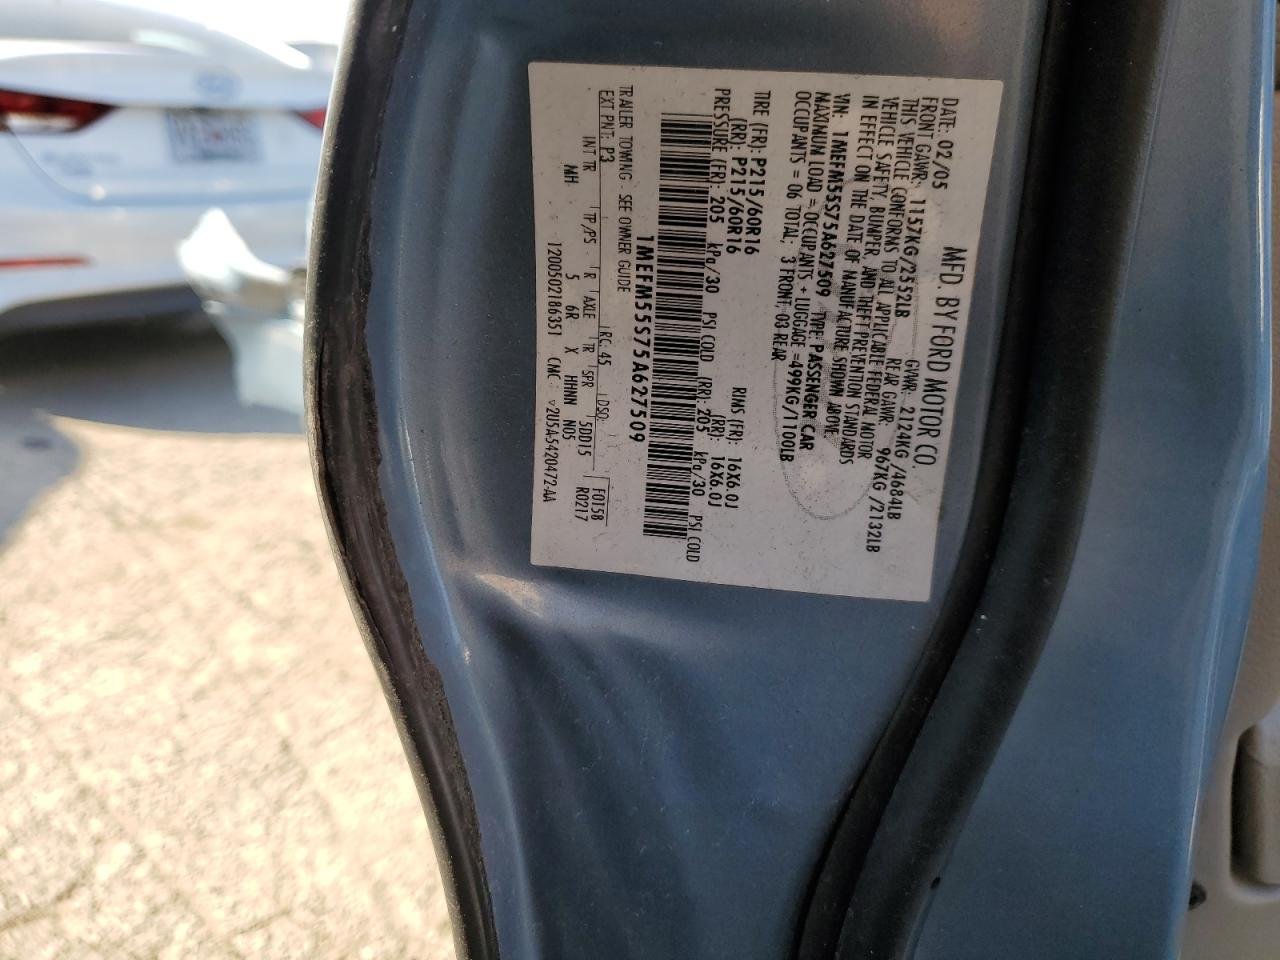 MFD. BY FORD MOTOR CO.
DATE: 02/05 GVWR: 2124KG /4684LB
FRONT GAWR: 1157KG/2552LB REAR GAWR: 967KG /2132LB
THIS VEHICLE CONFORMS TO ALL APPLICABLE FEDERAL MOTOR
VEHICLE SAFETY, BUMPER, AND THEFT PREVENTION STANDARDS
IN EFFECT ON THE DATE OF MANUFACTURE SHOWN ABOVE.
VIN: 1MEFM55S75A627509 TYPE: PASSENGER CAR
MAXIMUM LOAD = OCCUPANTS + LUGGAGE =499KG/1100LB
OCCUPANTS = 06 TOTAL; 3 FRONT, 03 REAR
TIRE (FR): P215/60R16 RIMS (FR): 16X6.0J
(RR): P215/60R16 (RR): 16X6.0J
PRESSURE (FR): 205 kPa/30 PSI COLD (RR): 205 kPa/30 PSI COLD
1MEFM55S75A627509
TRAILER TOWING - SEE OWNER GUIDE
EXT PNT: P3 RC: 45 DSO: F0158
INT TR TP/PS R AXLE TR SPR R0217
MH 5 6R X HHNN N05 5DD15
1200502186351 CMC: v2U5A-5420472-AA